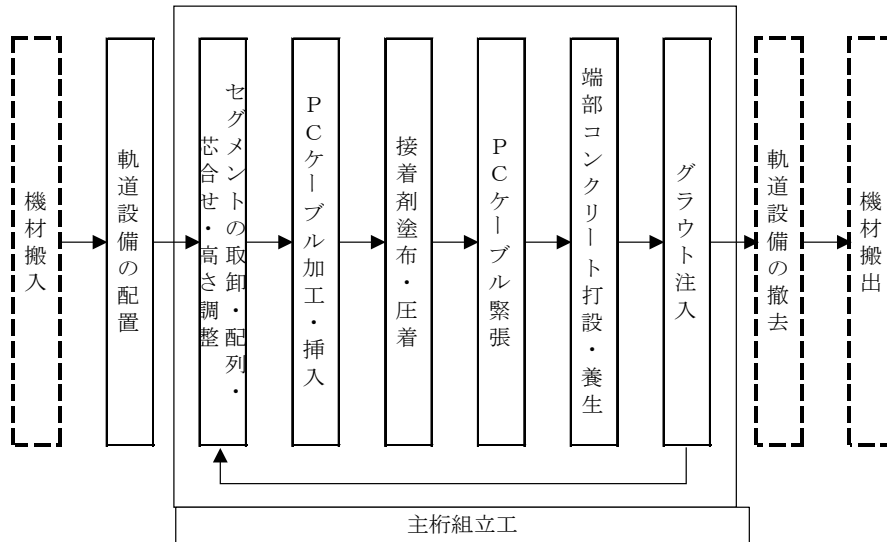 機材搬入
軌道設備の配置
セグメントの取卸・配列・
芯合せ・高さ調整
PCケーブル加工・挿入
接着剤塗布・圧着
PCケーブル緊張
端部コンクリート打設・養生
グラウト注入
軌道設備の撤去
機材搬出
主桁組立工